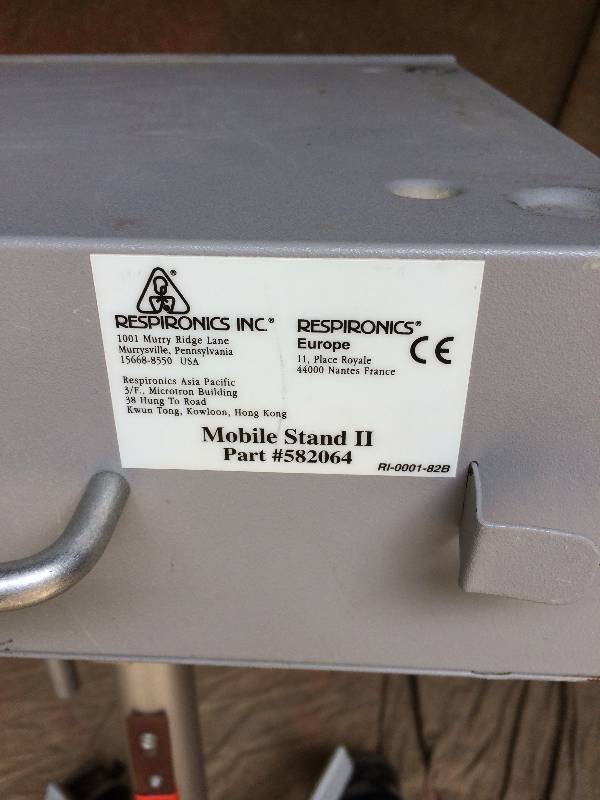 RESPIRONICS INC.®
1001 Murry Ridge Lane
Murrysville, Pennsylvania
15668-8550 USA
Respironics Asia Pacific
3/F., Microtron Building
38 Hung To Road
Kwun Tong, Kowloon, Hong Kong
RESPIRONICS®
Europe
11, Place Royale
44000 Nantes France
CE
Mobile Stand II
Part #582064
RI-0001-82B